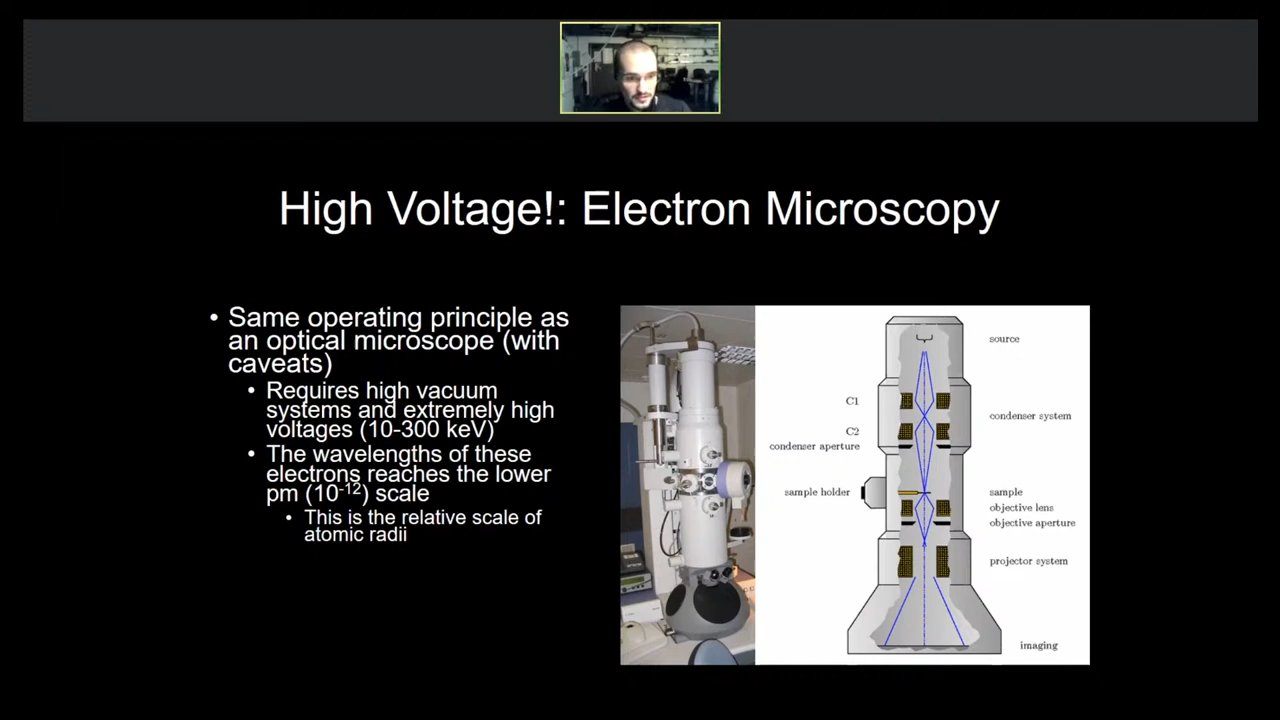 High Voltage!: Electron Microscopy
• Same operating principle as
an optical microscope (with
caveats)
• Requires high vacuum
systems and extremely high
voltages (10-300 keV)
• The wavelengths of these
electrons reaches the lower
pm (10⁻¹²) scale
• This is the relative scale of
atomic radii
source
C1
condenser system
C2
condenser aperture
sample holder
sample
objective lens
objective aperture
projector system
imaging